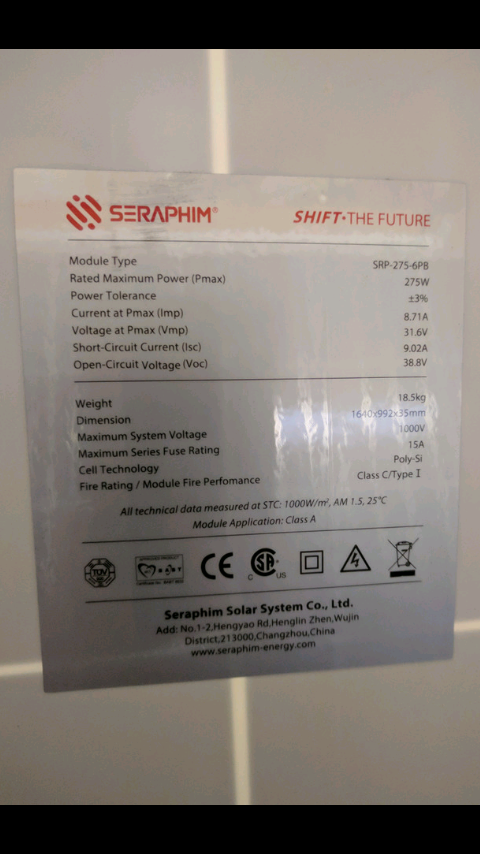 SERAPHIM®
SHIFT•THE FUTURE
Module Type SRP-275-6PB
Rated Maximum Power (Pmax) 275W
Power Tolerance ±3%
Current at Pmax (Imp) 8.71A
Voltage at Pmax (Vmp) 31.6V
Short-Circuit Current (Isc) 9.02A
Open-Circuit Voltage (Voc) 38.8V
Weight 18.5kg
Dimension 1640x992x35mm
Maximum System Voltage 1000V
Maximum Series Fuse Rating 15A
Cell Technology Poly-Si
Fire Rating / Module Fire Perfomance Class C/Type I
All technical data measured at STC: 1000W/m², AM 1.5, 25°C
Module Application: Class A
TÜV
CE
C SA® US
Seraphim Solar System Co., Ltd.
Add: No.1-2,Hengyao Rd,Henglin Zhen,Wujin
District,213000,Changzhou,China
www.seraphim-energy.com